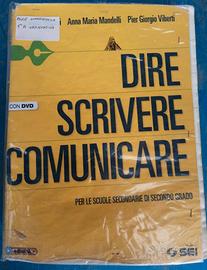 Anna Maria Mandelli Pier Giorgio Viberti
DIRE
CON DVD
SCRIVERE
COMUNICARE
PER LE SCUOLE SECONDARIE DI SECONDO GRADO
SEI